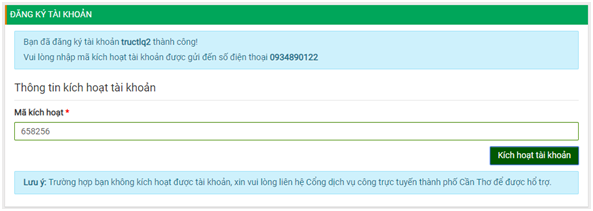 ĐĂNG KÝ TÀI KHOẢN
Bạn đã đăng ký tài khoản tructlq2 thành công!
Vui lòng nhập mã kích hoạt tài khoản được gửi đến số điện thoại 0934890122
Thông tin kích hoạt tài khoản
Mã kích hoạt *
658256
Kích hoạt tài khoản
Lưu ý: Trường hợp bạn không kích hoạt được tài khoản, xin vui lòng liên hệ Cổng dịch vụ công trực tuyến thành phố Cần Thơ để được hổ trợ.